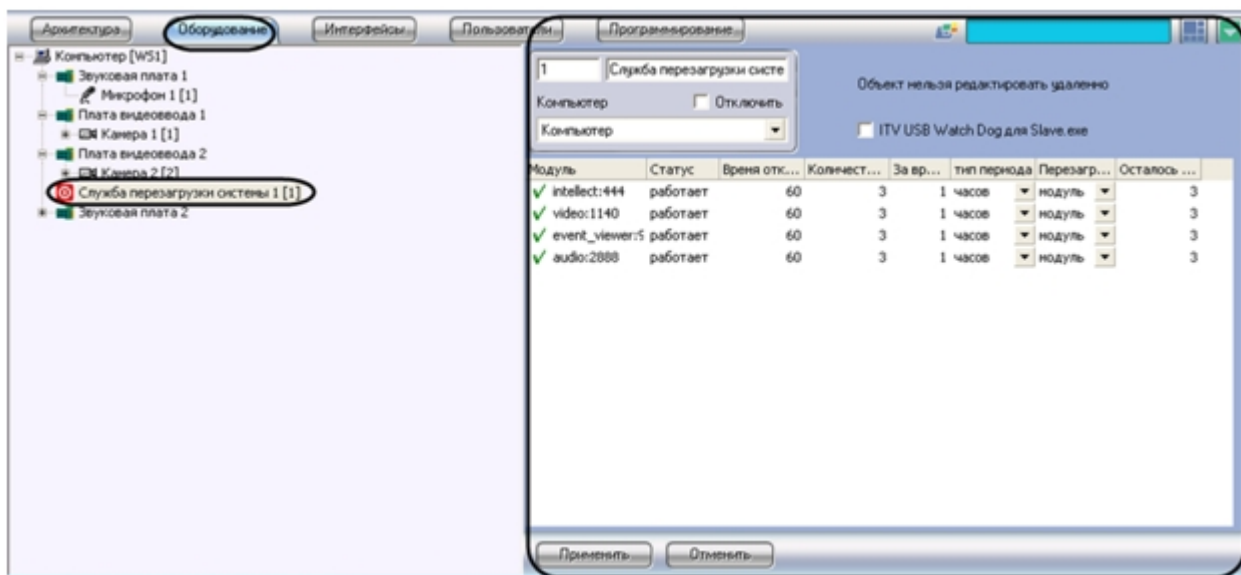 Архитектура Оборудование Интерфейсы Пользователи Программирование
Компьютер [WS1]
Звуковая плата 1
Микрофон 1 [1]
Плата видеоввода 1
Камера 1 [1]
Плата видеоввода 2
Камера 2 [2]
Служба перезагрузки системы 1 [1]
Звуковая плата 2
1 Служба перезагрузки систе
Объект нельзя редактировать удаленно
Компьютер Отключить
Компьютер
ITV USB Watch Dog для Slave.exe
Модуль Статус Время отк... Количест... За вр... тип периода Перезагр... Осталось ...
intellect:444 работает 60 3 1 часов модуль 3
video:1140 работает 60 3 1 часов модуль 3
event_viewer:9 работает 60 3 1 часов модуль 3
audio:2888 работает 60 3 1 часов модуль 3
Применить Отменить